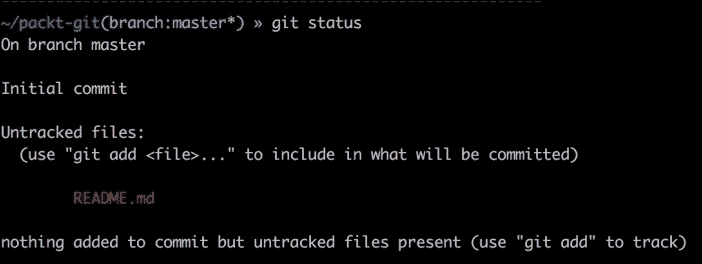 ~/packt-git(branch:master*) » git status
On branch master
Initial commit
Untracked files:
(use "git add <file>..." to include in what will be committed)
README.md
nothing added to commit but untracked files present (use "git add" to track)